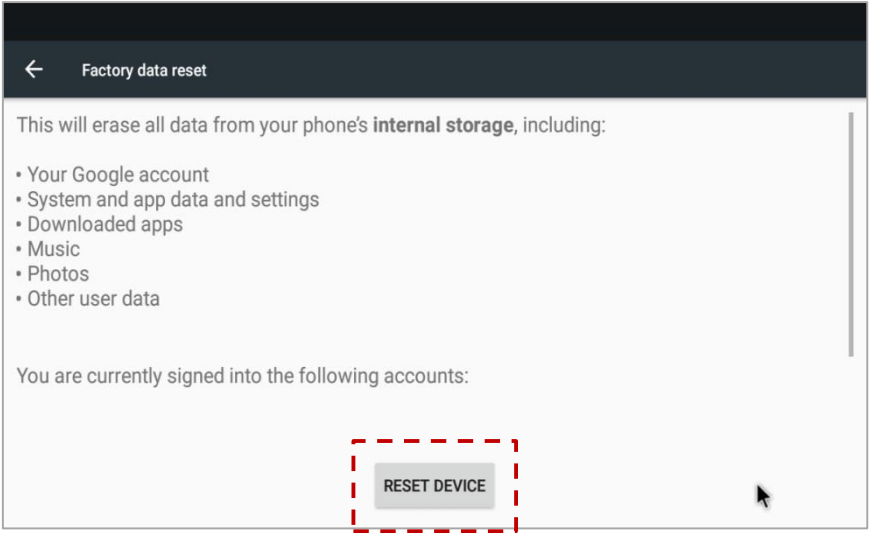 Factory data reset
This will erase all data from your phone's internal storage, including:
• Your Google account
• System and app data and settings
• Downloaded apps
• Music
• Photos
• Other user data
You are currently signed into the following accounts:
RESET DEVICE